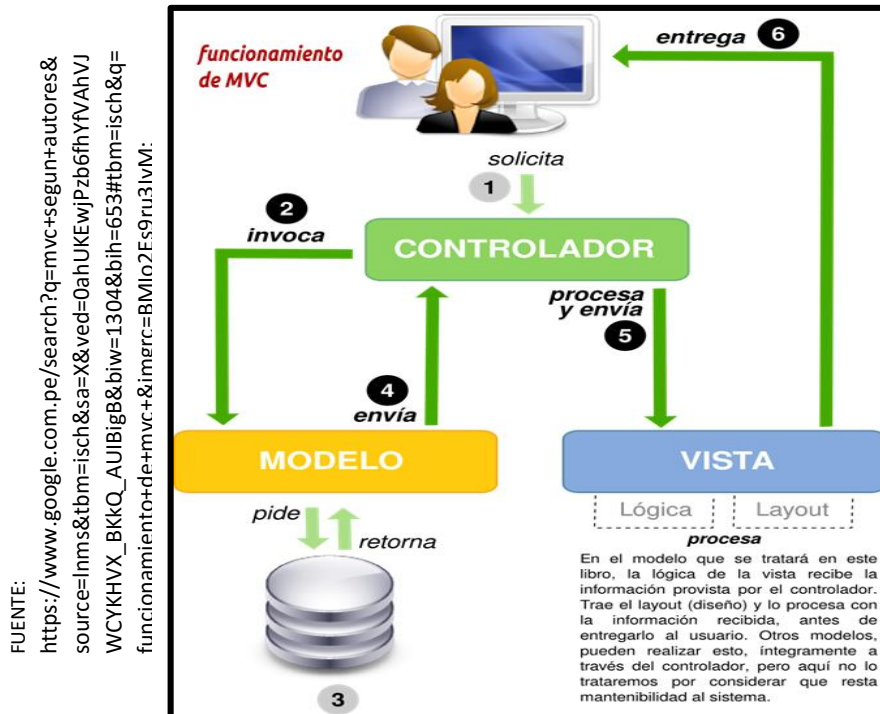 FUENTE:
https://www.google.com.pe/search?q=mvc+segun+autores&
source=lnms&tbm=isch&sa=X&ved=0ahUKEwjPzb6fhYfVAhVJ
WCYKHVX_BKkQ_AUIBigB&biw=1304&bih=653#tbm=isch&q=
funcionamiento+de+mvc+&imgrc=BMIo2Es9ru3IvM:
funcionamiento
de MVC
entrega 6
solicita
1
2
invoca
CONTROLADOR
procesa
y envía
5
4
envía
MODELO
VISTA
Lógica Layout
pide
retorna
procesa
En el modelo que se tratará en este
libro, la lógica de la vista recibe la
información provista por el controlador.
Trae el layout (diseño) y lo procesa con
la información recibida, antes de
entregarlo al usuario. Otros modelos,
pueden realizar esto, íntegramente a
través del controlador, pero aquí no lo
trataremos por considerar que resta
mantenibilidad al sistema.
3